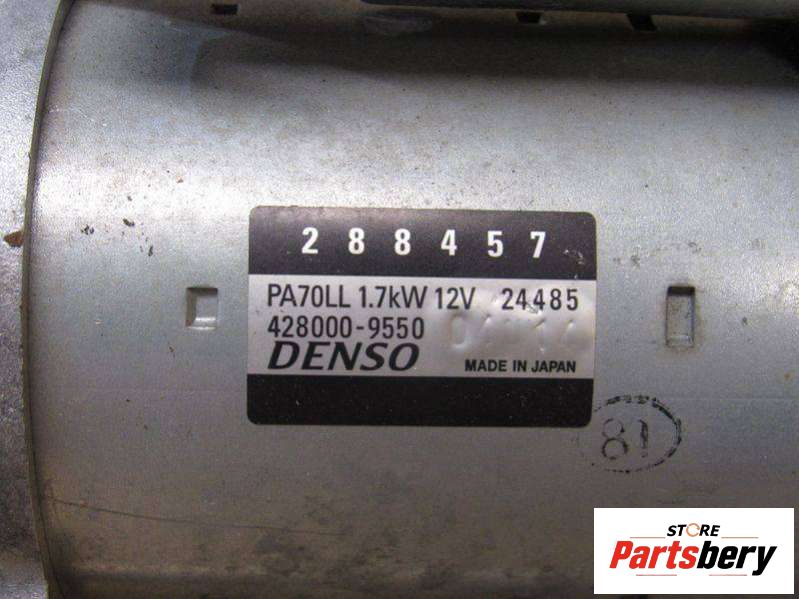 288457
PA70LL 1.7kW 12V 24485
428000-9550
DENSO MADE IN JAPAN
81
STORE
Partsbery